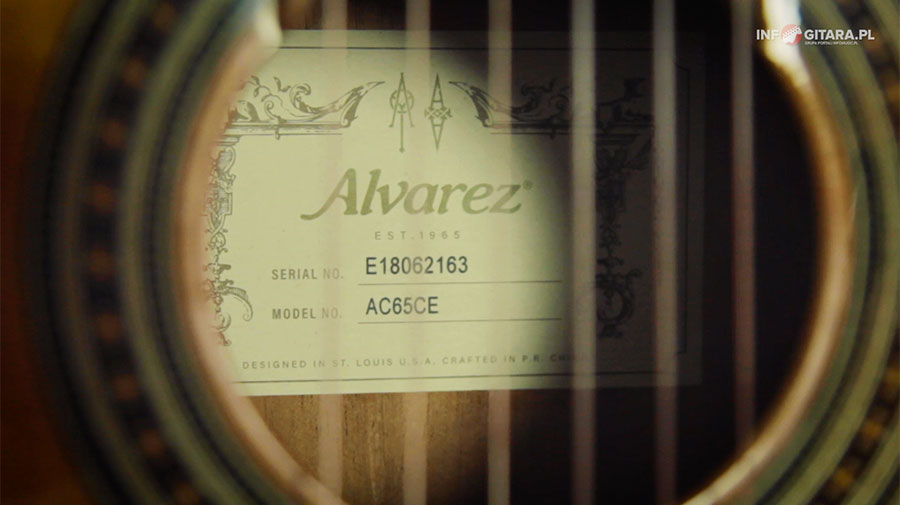 INFOGITARA.PL
Alvarez®
EST. 1965
SERIAL NO. E18062163
MODEL NO. AC65CE
DESIGNED IN ST. LOUIS U.S.A. CRAFTED IN P.R. CHINA